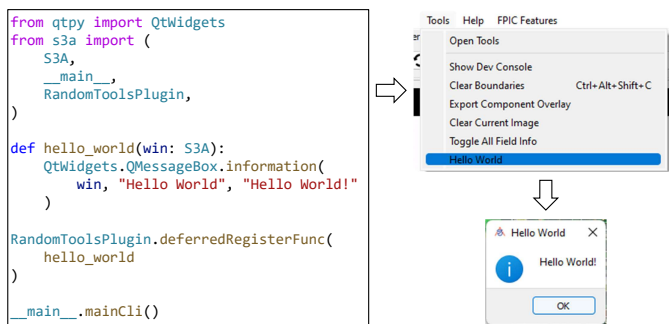 from qtpy import QtWidgets
from s3a import (
    S3A,
    __main__,
    RandomToolsPlugin,
)
def hello_world(win: S3A):
    QtWidgets.QMessageBox.information(
        win, "Hello World", "Hello World!"
    )
RandomToolsPlugin.deferredRegisterFunc(
    hello_world
)
__main__.mainCli()
Tools Help FPIC Features
Open Tools
Show Dev Console
Clear Boundaries Ctrl+Alt+Shift+C
Export Component Overlay
Clear Current Image
Toggle All Field Info
Hello World
Hello World
Hello World!
OK